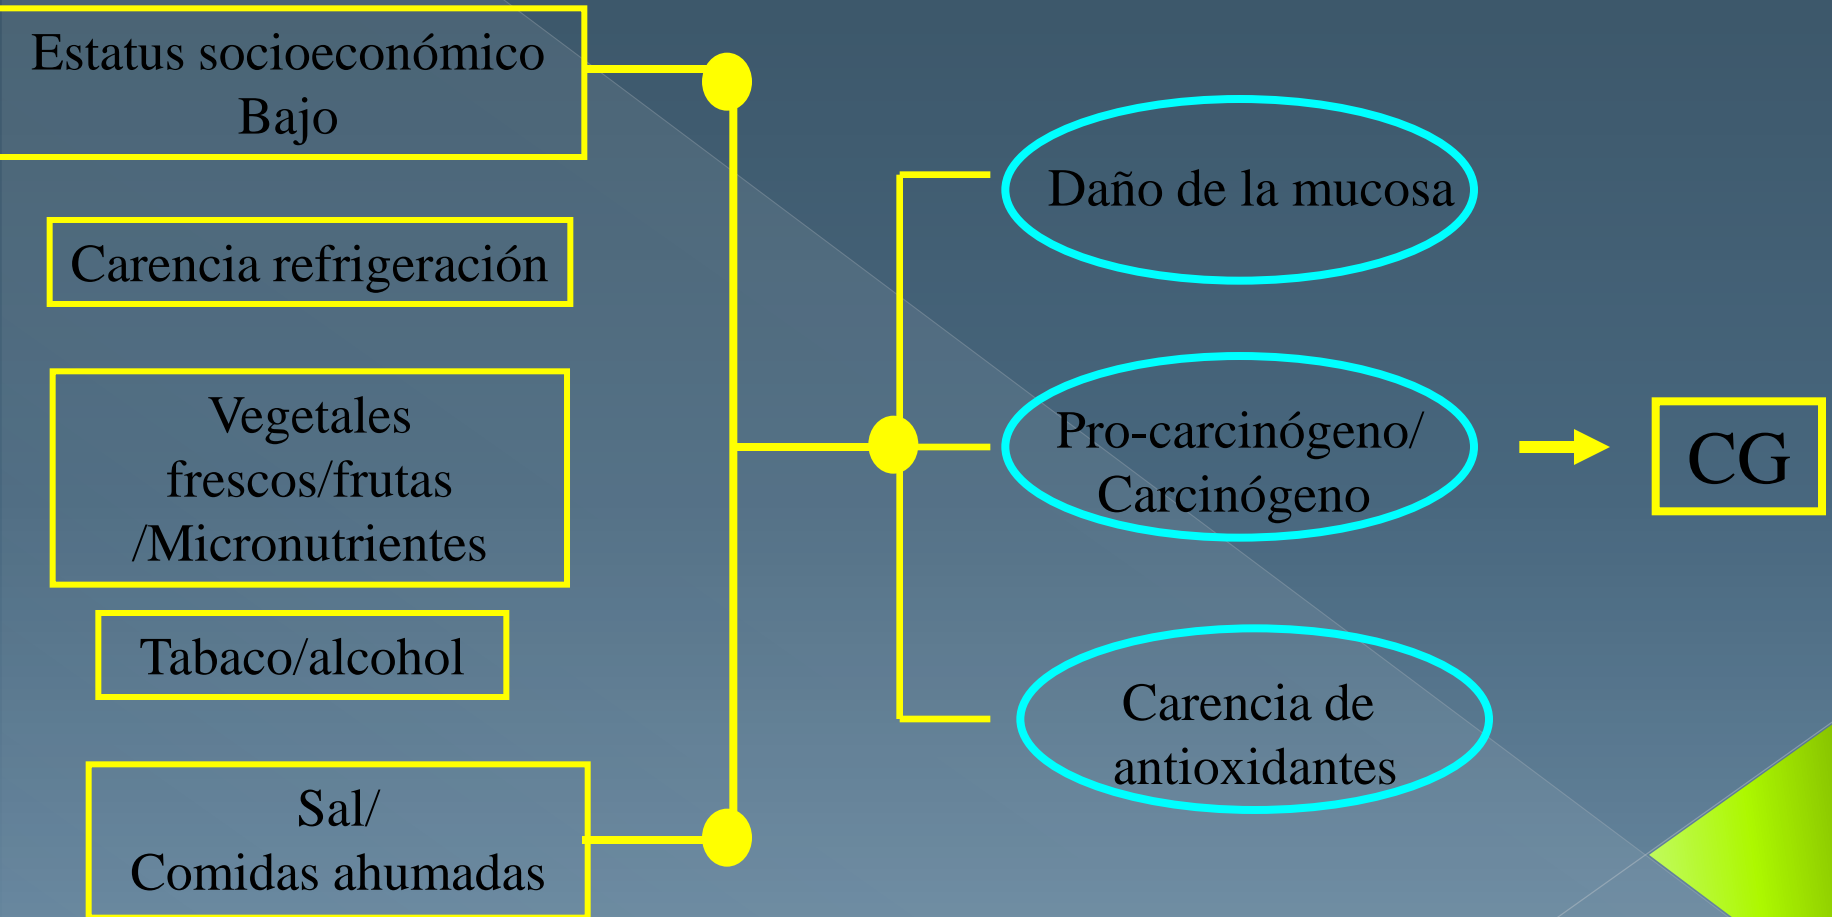 Estatus socioeconómico
Bajo
Carencia refrigeración
Vegetales
frescos/frutas
/Micronutrientes
Tabaco/alcohol
Sal/
Comidas ahumadas
Daño de la mucosa
Pro-carcinógeno/
Carcinógeno
Carencia de
antioxidantes
CG